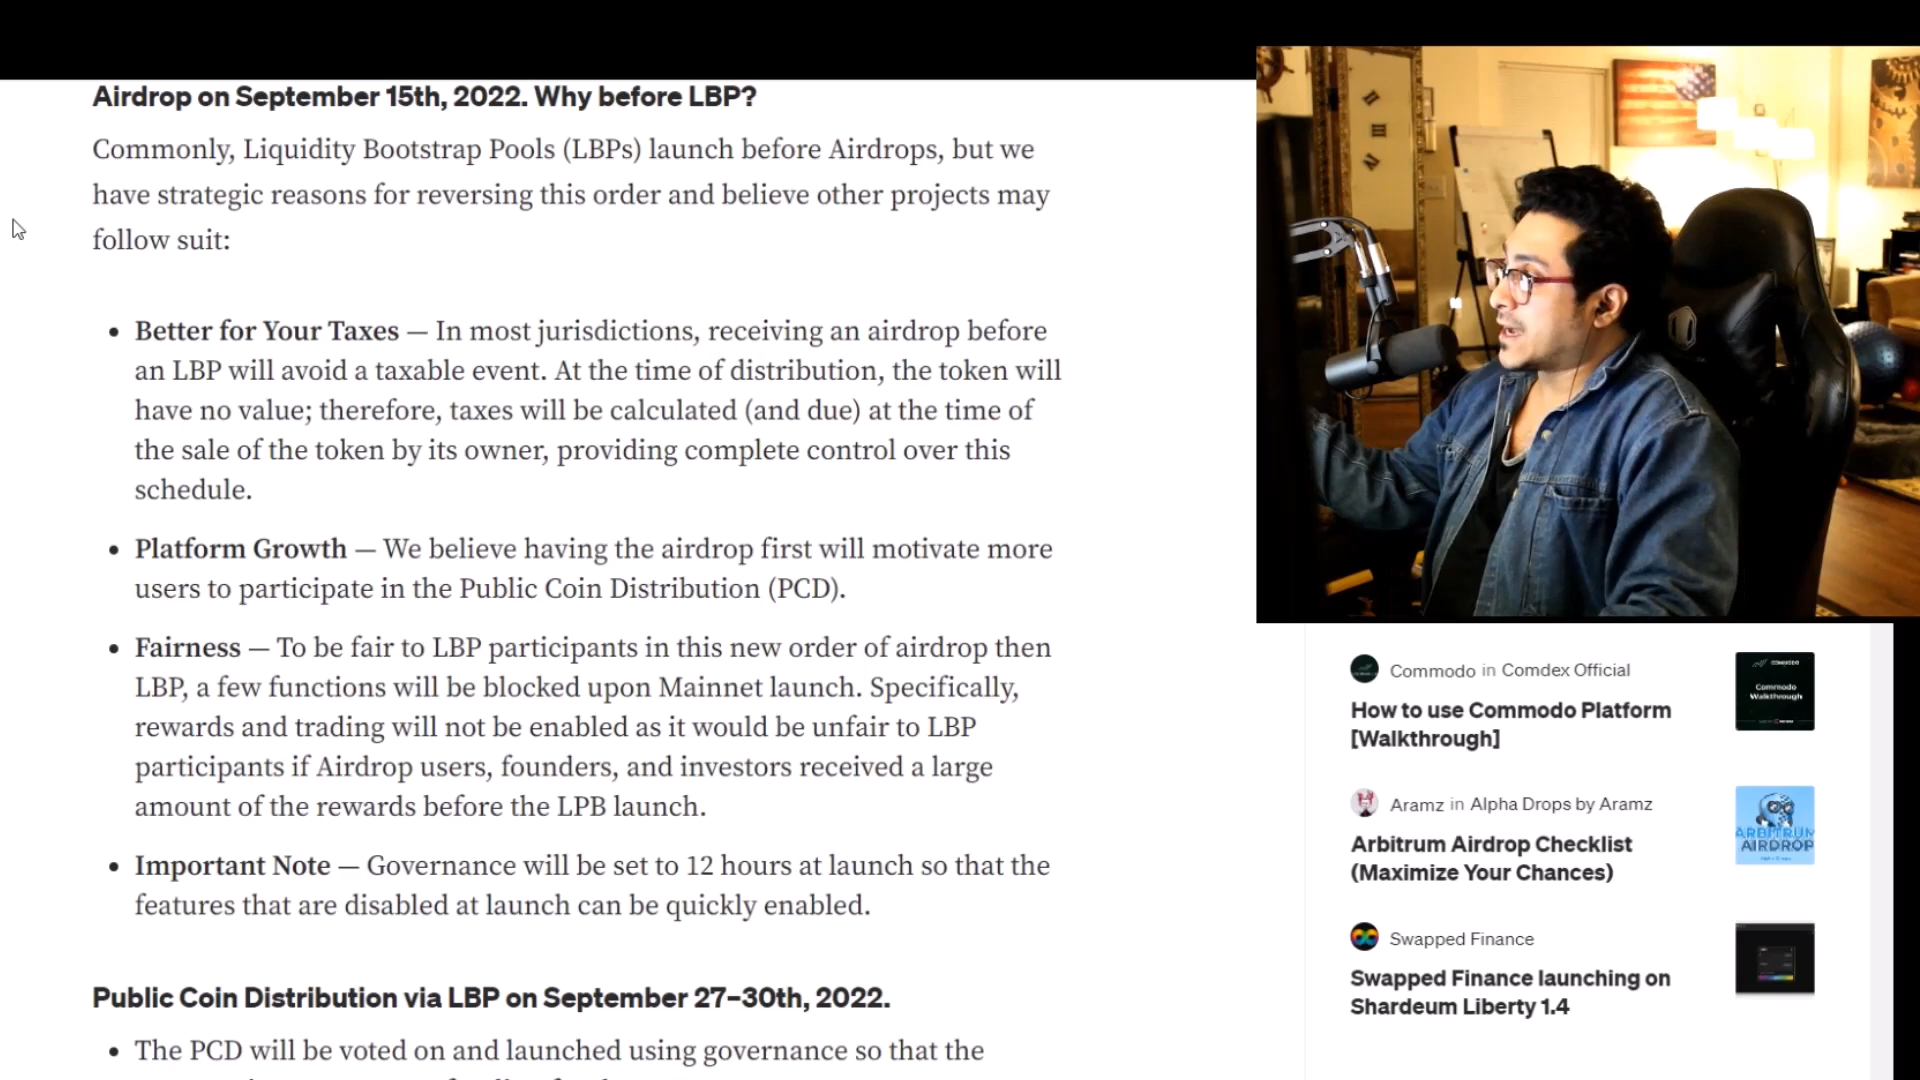 Airdrop on September 15th, 2022. Why before LBP?
Commonly, Liquidity Bootstrap Pools (LBPs) launch before Airdrops, but we
have strategic reasons for reversing this order and believe other projects may
follow suit:
• Better for Your Taxes — In most jurisdictions, receiving an airdrop before
an LBP will avoid a taxable event. At the time of distribution, the token will
have no value; therefore, taxes will be calculated (and due) at the time of
the sale of the token by its owner, providing complete control over this
schedule.
• Platform Growth — We believe having the airdrop first will motivate more
users to participate in the Public Coin Distribution (PCD).
• Fairness — To be fair to LBP participants in this new order of airdrop then
LBP, a few functions will be blocked upon Mainnet launch. Specifically,
rewards and trading will not be enabled as it would be unfair to LBP
participants if Airdrop users, founders, and investors received a large
amount of the rewards before the LPB launch.
• Important Note — Governance will be set to 12 hours at launch so that the
features that are disabled at launch can be quickly enabled.
Public Coin Distribution via LBP on September 27–30th, 2022.
• The PCD will be voted on and launched using governance so that the
Commodo in Comdex Official
How to use Commodo Platform
[Walkthrough]
COMMODO
Commodo
Walkthrough
Aramz in Alpha Drops by Aramz
Arbitrum Airdrop Checklist
(Maximize Your Chances)
ARBITRUM
AIRDROP
Swapped Finance
Swapped Finance launching on
Shardeum Liberty 1.4